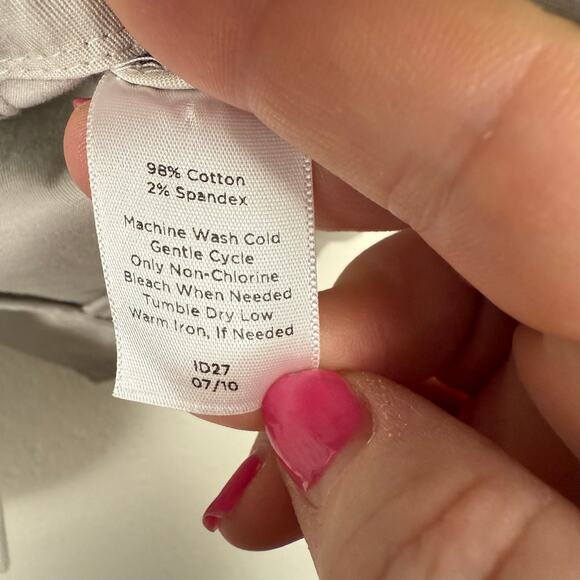 98% Cotton
2% Spandex
Machine Wash Cold
Gentle Cycle
Only Non-Chlorine
Bleach When Needed
Tumble Dry Low
Warm Iron, If Needed
ID27
07/10